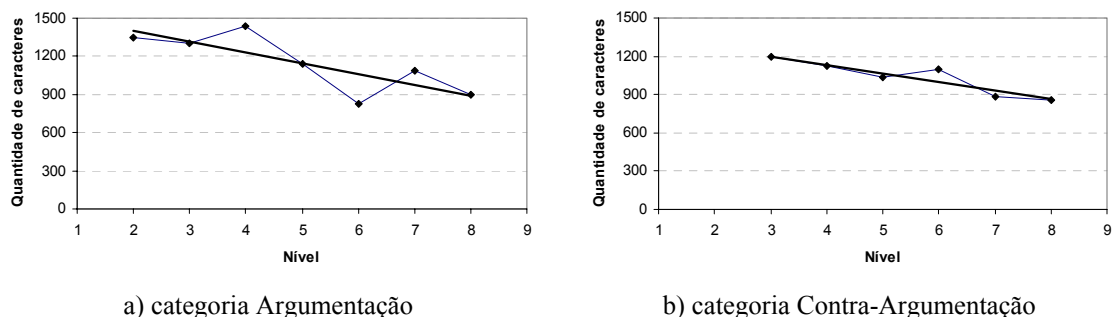 1500
1200
900
600
300
0
Quantidade de caracteres
1 2 3 4 5 6 7 8 9
Nível
a) categoria Argumentação
1500
1200
900
600
300
0
Quantidade de caracteres
1 2 3 4 5 6 7 8 9
Nível
b) categoria Contra-Argumentação